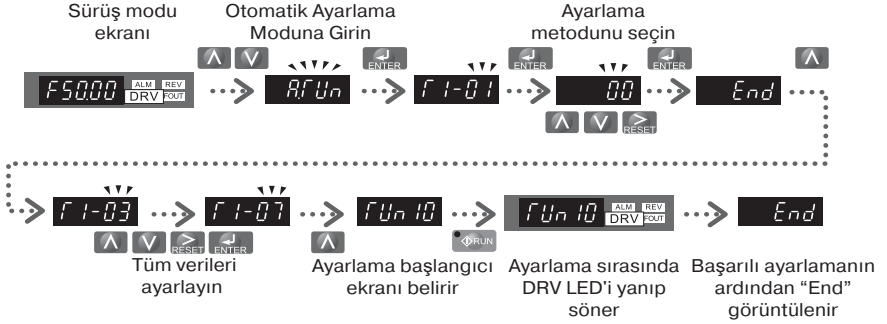 Sürüş modu
ekranı
Otomatik Ayarlama
Moduna Girin
Ayarlama
metodunu seçin
ENTER
ENTER
ENTER
F50.00
ALM REV
DRV FOUT
A.TUn
T1-01
00
End
RESET
T1-03
T1-07
TUn10
TUn10
ALM REV
DRV FOUT
End
RESET
ENTER
RUN
Tüm verileri
ayarlayın
Ayarlama başlangıcı
ekranı belirir
Ayarlama sırasında
DRV LED'i yanıp
söner
Başarılı ayarlamanın
ardından “End”
görüntülenir